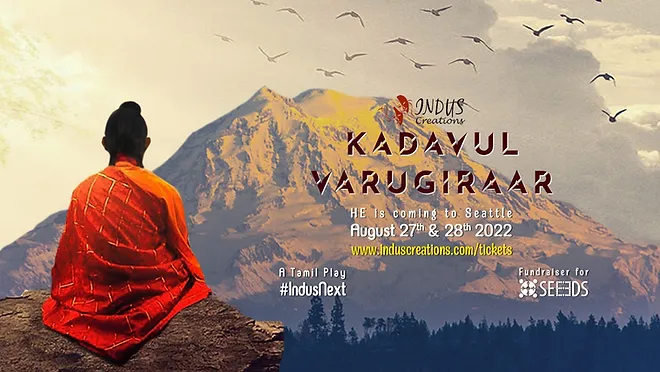 INDUS
Creations
KADAVUL
VARUGIRAAR
HE is coming to Seattle
August 27th & 28th 2022
www.induscreations.com/tickets
A Tamil Play
#IndusNext
Fundraiser for
SEEDS